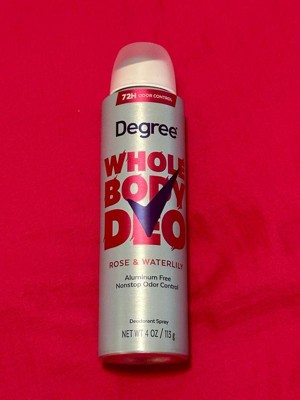 72H ODOR CONTROL
Degree
WHOLE
BODY
DEO
ROSE & WATERLILY
Aluminum Free
Nonstop Odor Control
Deodorant Spray
NET WT 4 OZ / 113 g